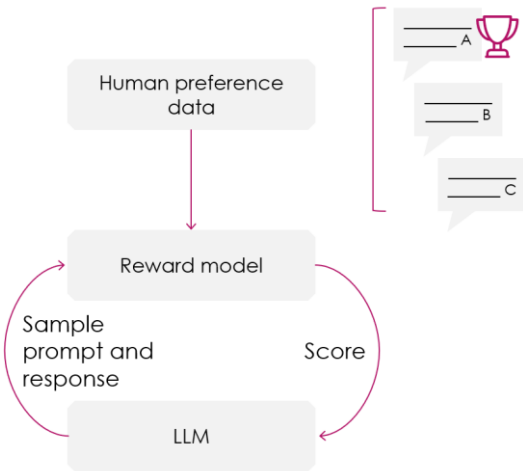 Human preference
data
A
B
C
Reward model
Sample
prompt and
response
Score
LLM